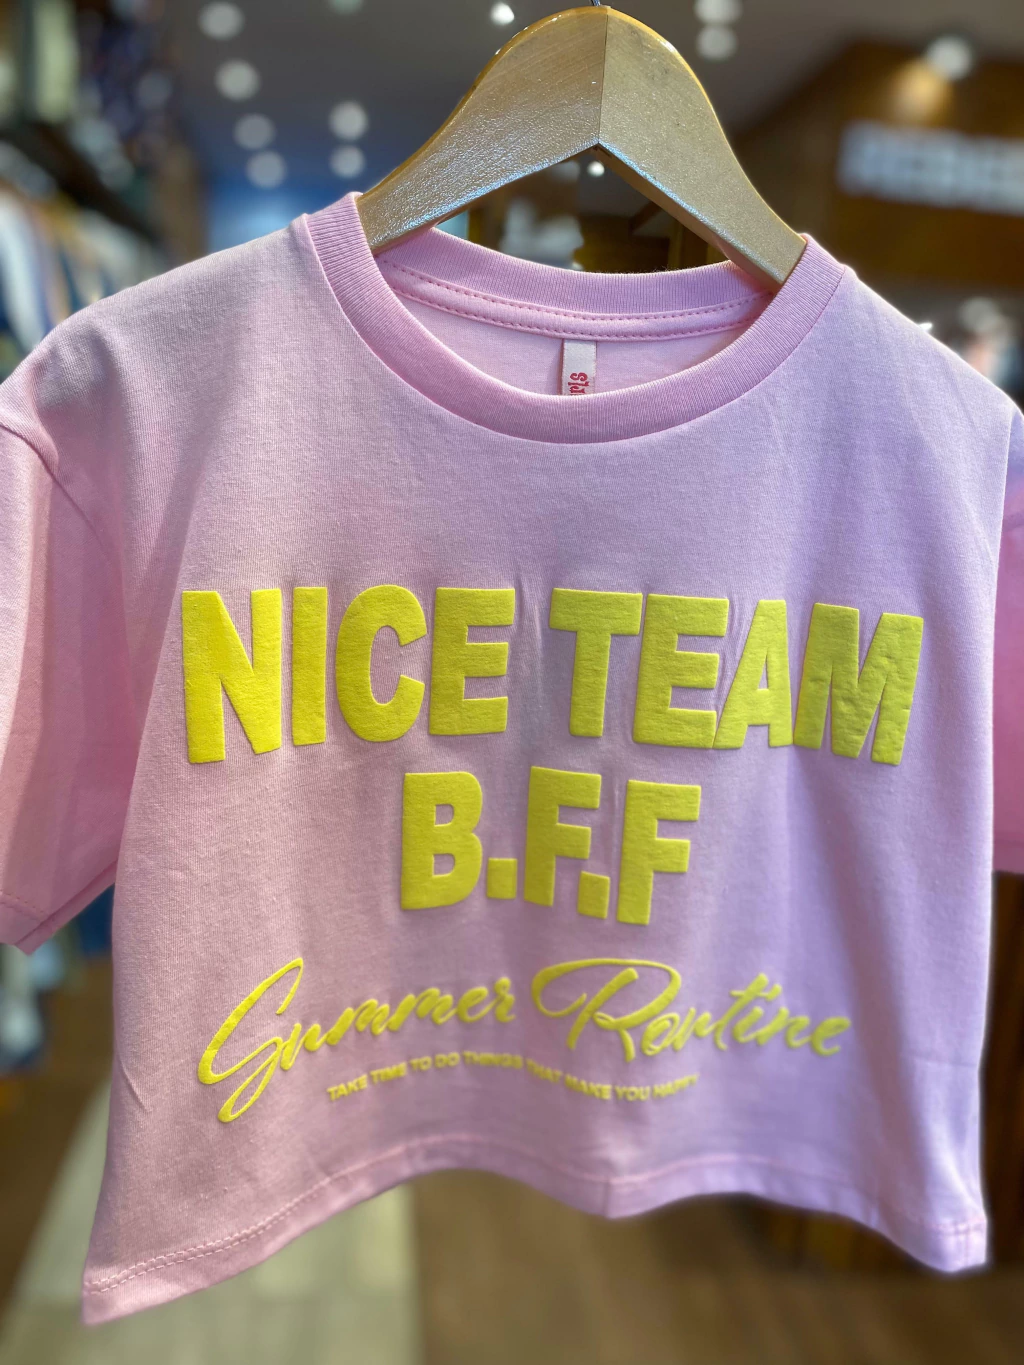 NICE TEAM
B.F.F
Summer Routine
TAKE TIME TO DO THINGS THAT MAKE YOU HAPPY